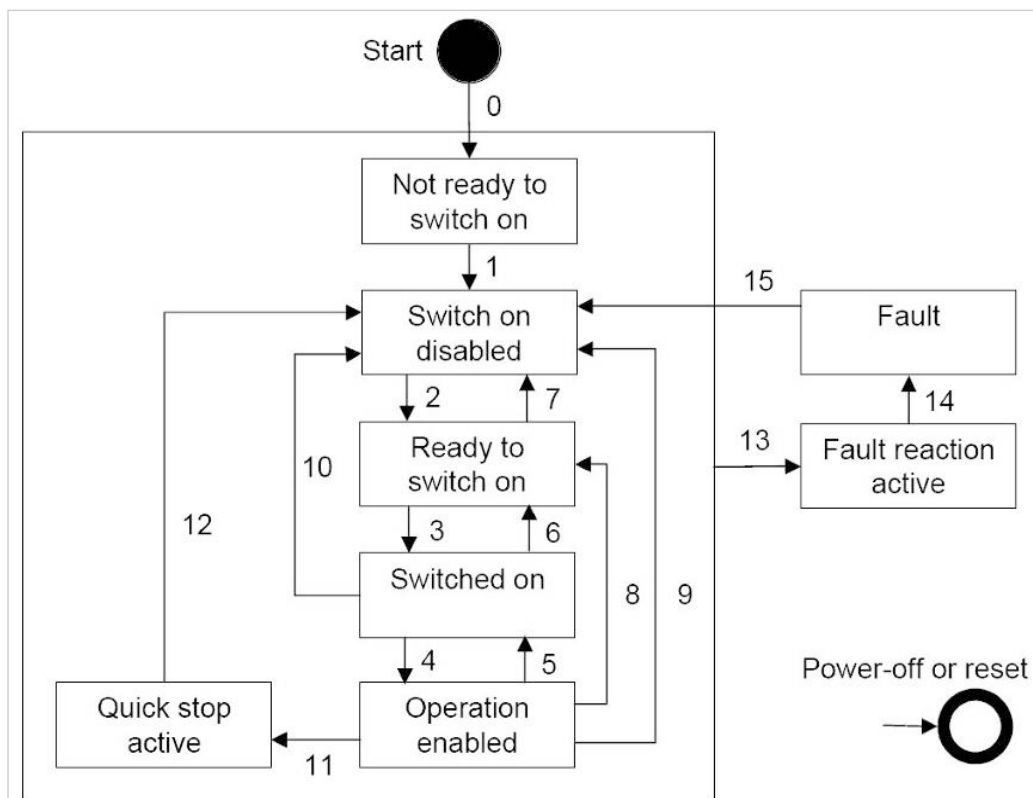 Start
0
Not ready to
switch on
1
15
Switch on
disabled
Fault
2
7
14
10
Ready to
switch on
13
Fault reaction
active
12
3
6
Switched on
8
9
4
5
Power-off or reset
Quick stop
active
Operation
enabled
11